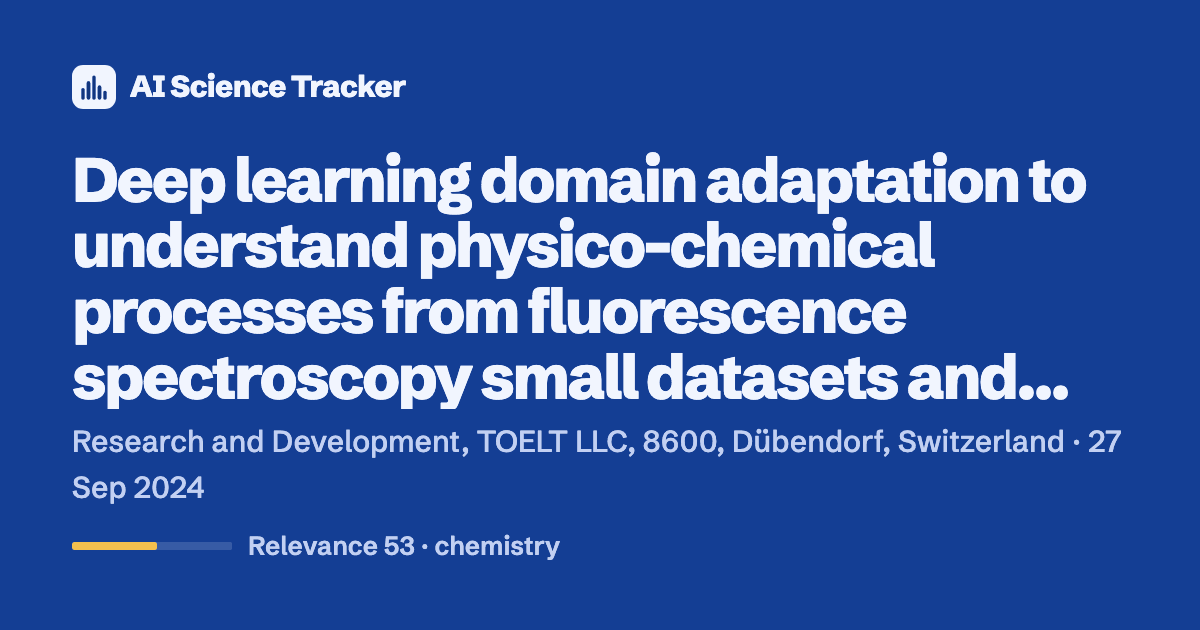 AI Science Tracker
Deep learning domain adaptation to
understand physico-chemical
processes from fluorescence
spectroscopy small datasets and...
Research and Development, TOELT LLC, 8600, Dübendorf, Switzerland · 27
Sep 2024
Relevance 53 · chemistry